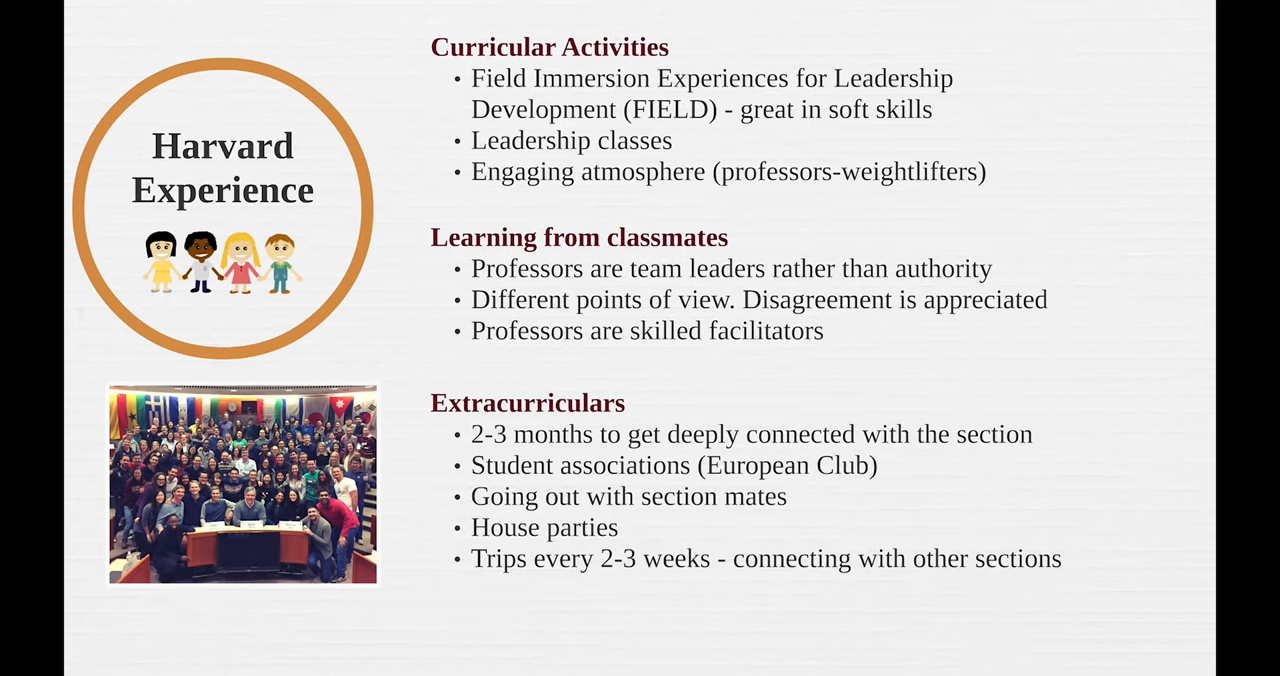 Harvard
Experience
Curricular Activities
• Field Immersion Experiences for Leadership
Development (FIELD) - great in soft skills
• Leadership classes
• Engaging atmosphere (professors-weightlifters)
Learning from classmates
• Professors are team leaders rather than authority
• Different points of view. Disagreement is appreciated
• Professors are skilled facilitators
Extracurriculars
• 2-3 months to get deeply connected with the section
• Student associations (European Club)
• Going out with section mates
• House parties
• Trips every 2-3 weeks - connecting with other sections